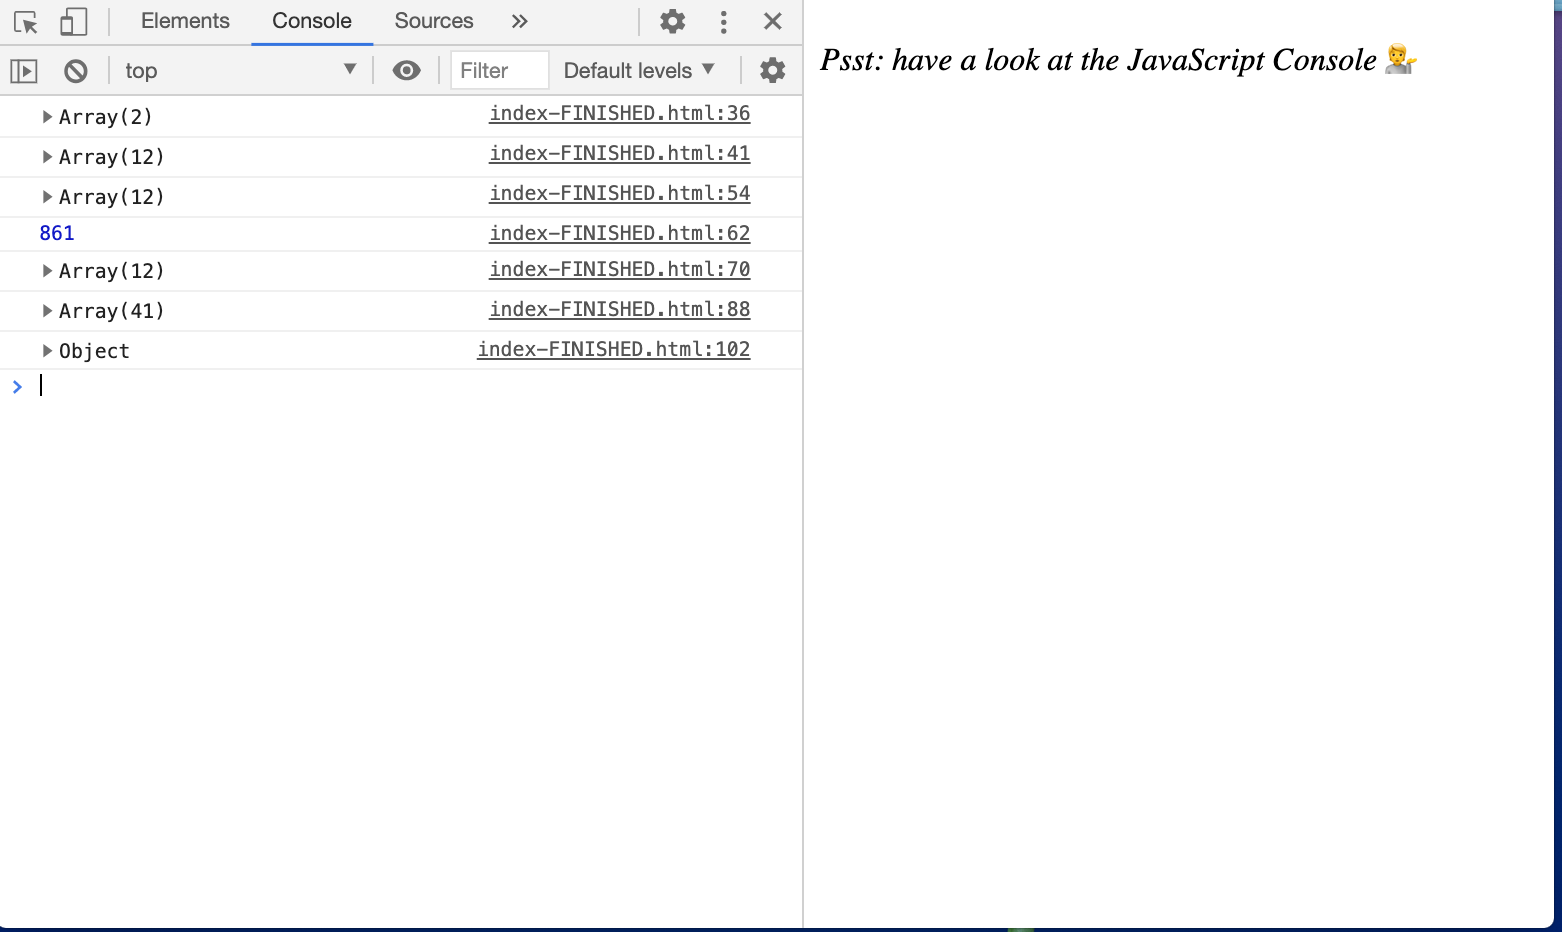 Elements Console Sources »
top Filter Default levels
Array(2) index-FINISHED.html:36
Array(12) index-FINISHED.html:41
Array(12) index-FINISHED.html:54
861 index-FINISHED.html:62
Array(12) index-FINISHED.html:70
Array(41) index-FINISHED.html:88
Object index-FINISHED.html:102
>
Psst: have a look at the JavaScript Console 💁